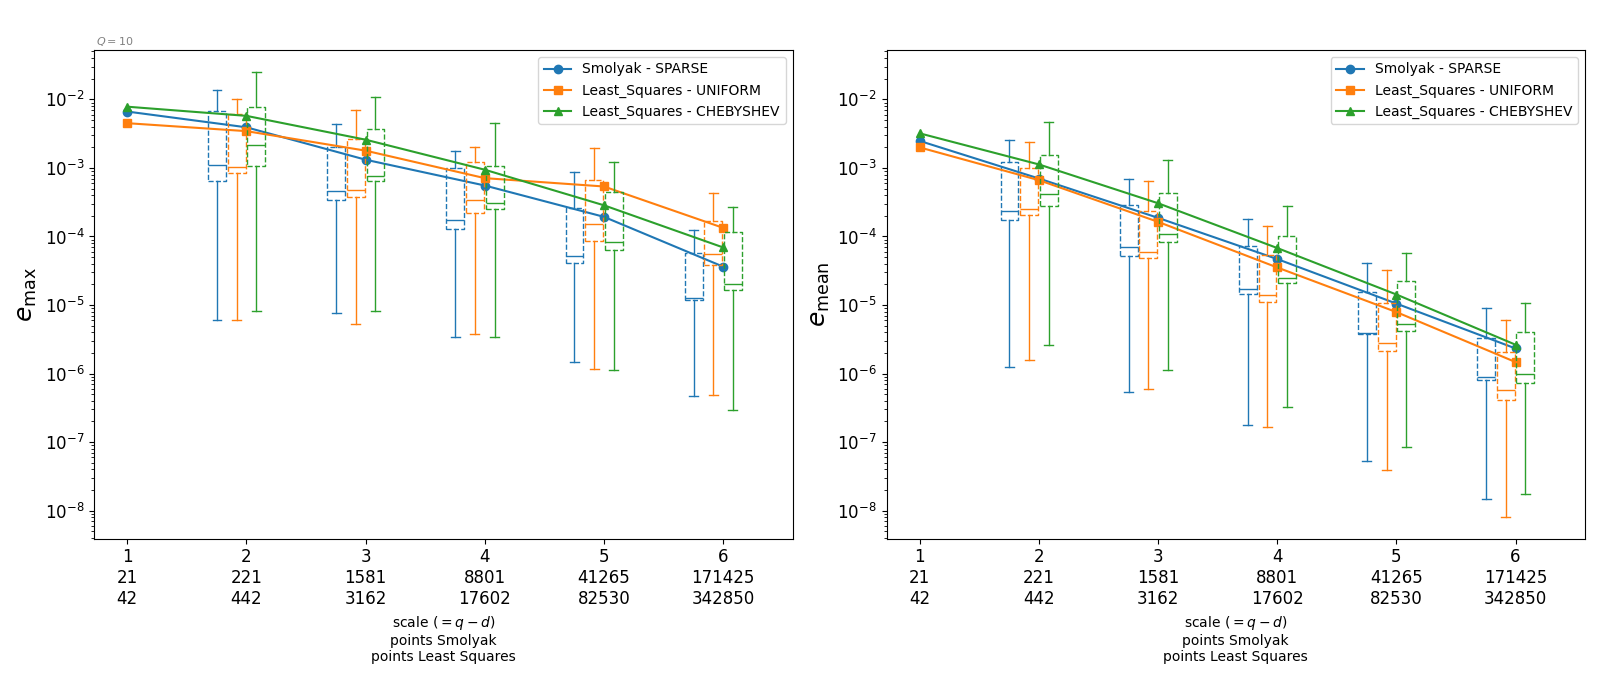 Q = 10
Smolyak - SPARSE
Least_Squares - UNIFORM
Least_Squares - CHEBYSHEV
10⁻²
10⁻³
10⁻⁴
10⁻⁵
10⁻⁶
10⁻⁷
10⁻⁸
e_max
1 2 3 4 5 6
21 221 1581 8801 41265 171425
42 442 3162 17602 82530 342850
scale (= q − d)
points Smolyak
points Least Squares
Smolyak - SPARSE
Least_Squares - UNIFORM
Least_Squares - CHEBYSHEV
10⁻²
10⁻³
10⁻⁴
10⁻⁵
10⁻⁶
10⁻⁷
10⁻⁸
e_mean
1 2 3 4 5 6
21 221 1581 8801 41265 171425
42 442 3162 17602 82530 342850
scale (= q − d)
points Smolyak
points Least Squares